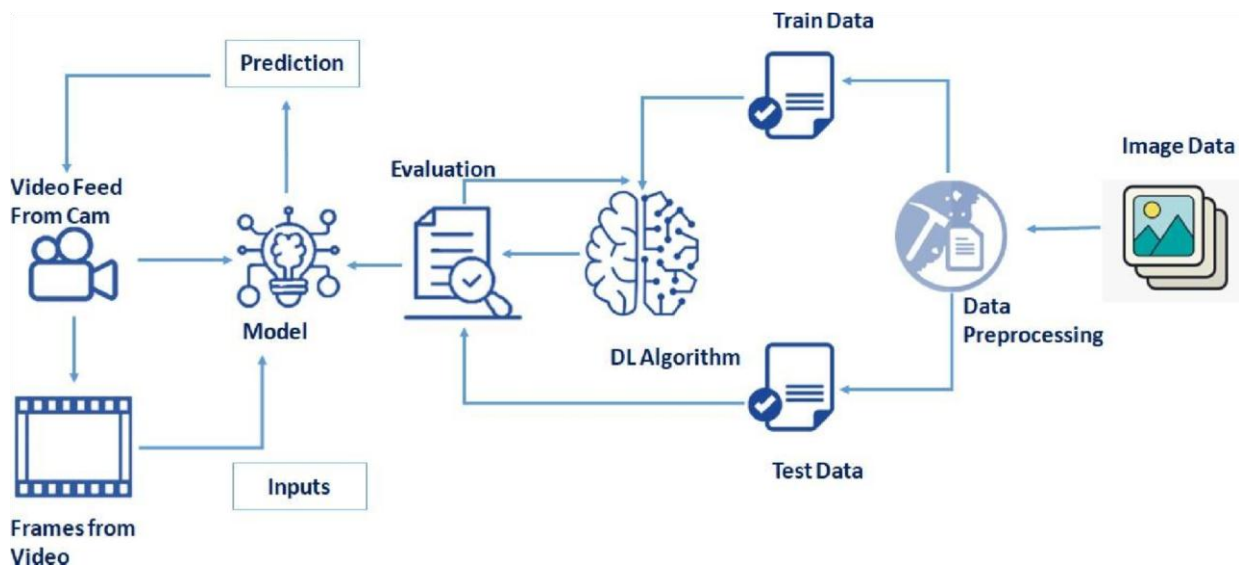 Train Data
Prediction
Image Data
Evaluation
Video Feed
From Cam
Model
Data
Preprocessing
DL Algorithm
Inputs
Test Data
Frames from
Video